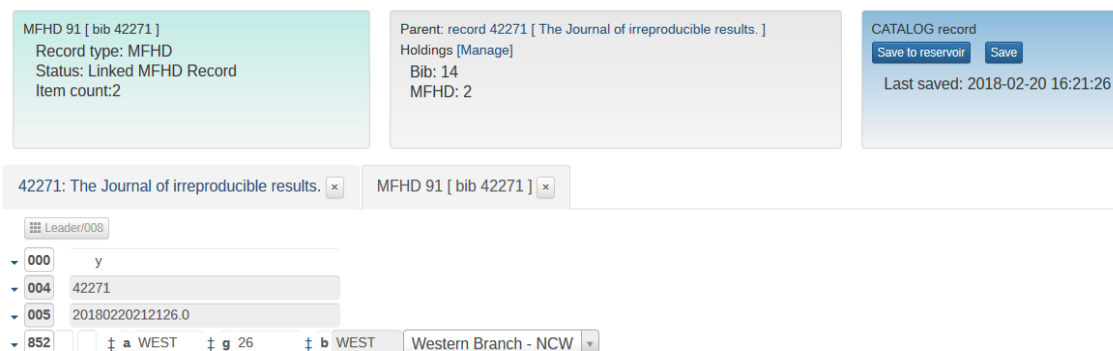 MFHD 91 [ bib 42271 ]
Record type: MFHD
Status: Linked MFHD Record
Item count:2
Parent: record 42271 [ The Journal of irreproducible results. ]
Holdings [Manage]
Bib: 14
MFHD: 2
CATALOG record
Save to reservoir Save
Last saved: 2018-02-20 16:21:26
42271: The Journal of irreproducible results. × MFHD 91 [ bib 42271 ] ×
Leader/008
000 y
004 42271
005 20180220212126.0
852 ‡ a WEST ‡ g 26 ‡ b WEST Western Branch - NCW